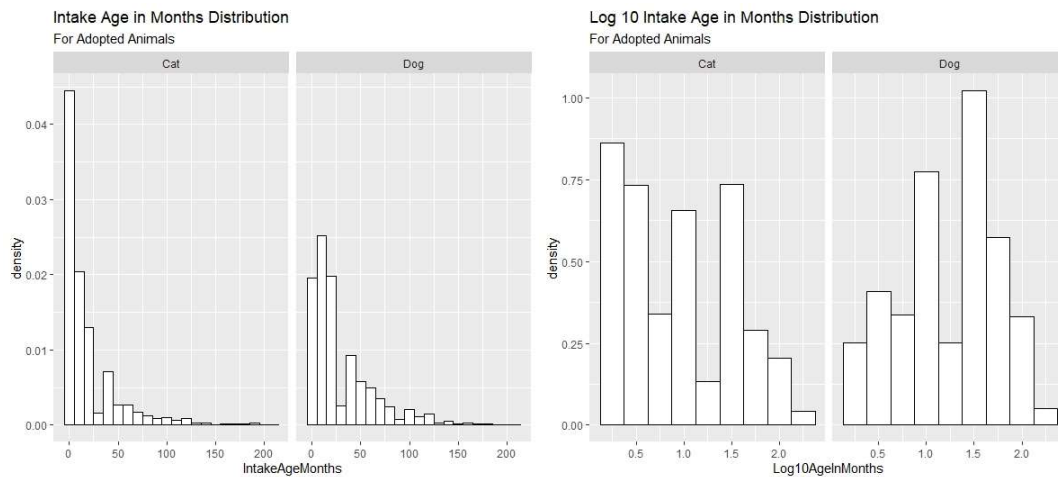 Intake Age in Months Distribution
For Adopted Animals
Cat Dog
0.04
0.03
0.02
0.01
0.00
density
0 50 100 150 200 0 50 100 150 200
IntakeAgeMonths
Log 10 Intake Age in Months Distribution
For Adopted Animals
Cat Dog
1.00
0.75
0.50
0.25
0.00
density
0.5 1.0 1.5 2.0 0.5 1.0 1.5 2.0
Log10AgeInMonths